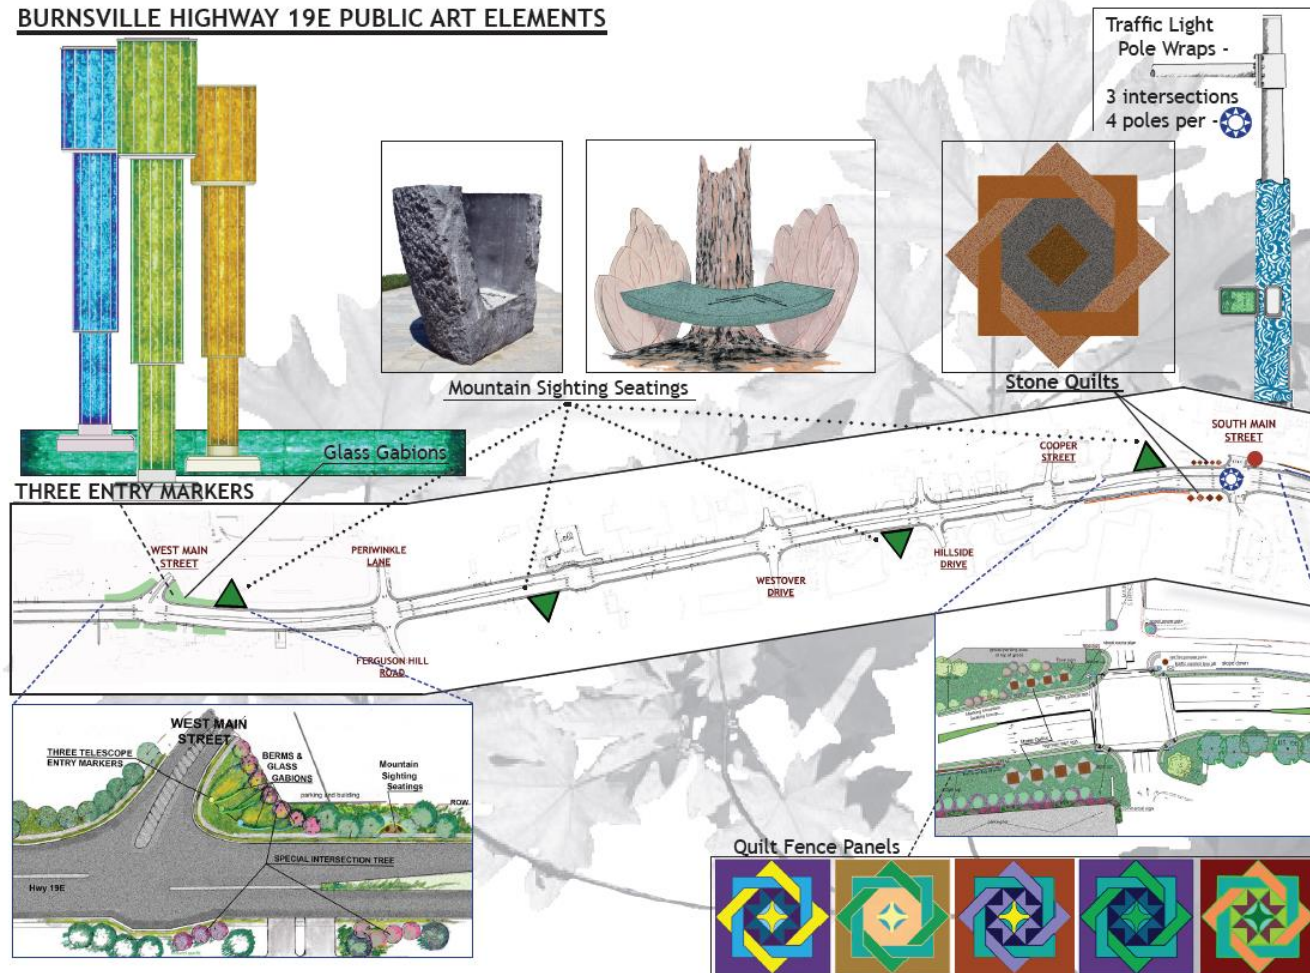 BURNSVILLE HIGHWAY 19E PUBLIC ART ELEMENTS
Traffic Light
Pole Wraps -
3 intersections
4 poles per -
Mountain Sighting Seatings
Stone Quilts
Glass Gabions
THREE ENTRY MARKERS
SOUTH MAIN
STREET
COOPER
STREET
WEST MAIN
STREET
PERIWINKLE
LANE
HILLSIDE
DRIVE
WESTOVER
DRIVE
FERGUSON HILL
ROAD
WEST MAIN
STREET
THREE TELESCOPE
ENTRY MARKERS
BERMS &
GLASS
GABIONS
parking and building
Mountain
Sighting
Seatings
ROW
SPECIAL INTERSECTION TREE
Hwy 19E
Quilt Fence Panels